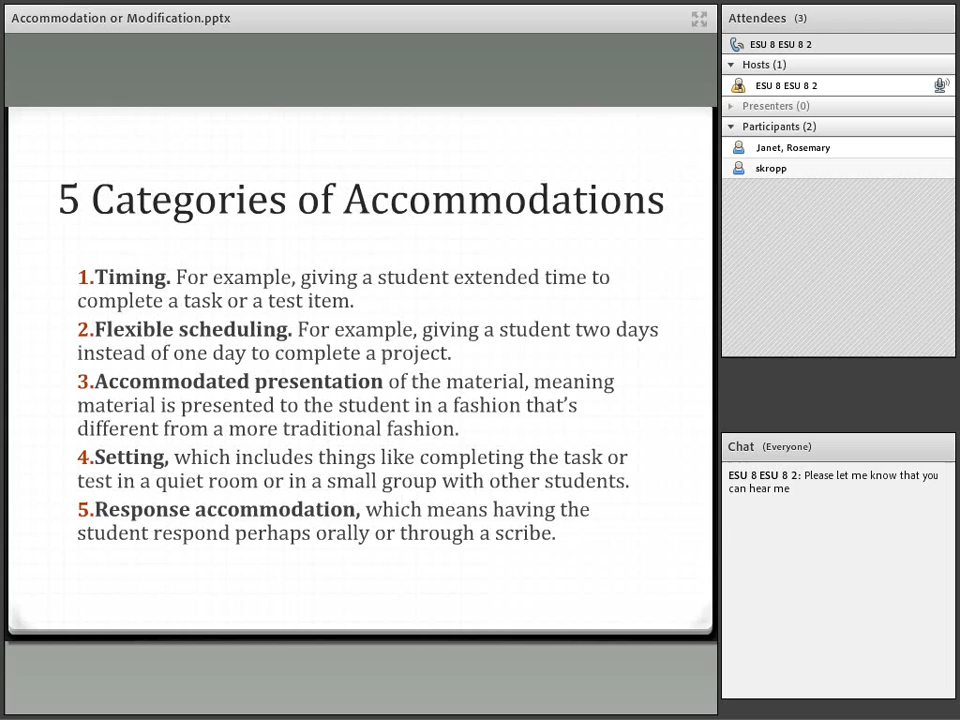 Accommodation or Modification.pptx
5 Categories of Accommodations
1.Timing. For example, giving a student extended time to
complete a task or a test item.
2.Flexible scheduling. For example, giving a student two days
instead of one day to complete a project.
3.Accommodated presentation of the material, meaning
material is presented to the student in a fashion that’s
different from a more traditional fashion.
4.Setting, which includes things like completing the task or
test in a quiet room or in a small group with other students.
5.Response accommodation, which means having the
student respond perhaps orally or through a scribe.
Attendees (3)
ESU 8 ESU 8 2
Hosts (1)
ESU 8 ESU 8 2
Presenters (0)
Participants (2)
Janet, Rosemary
skropp
Chat (Everyone)
ESU 8 ESU 8 2: Please let me know that you
can hear me